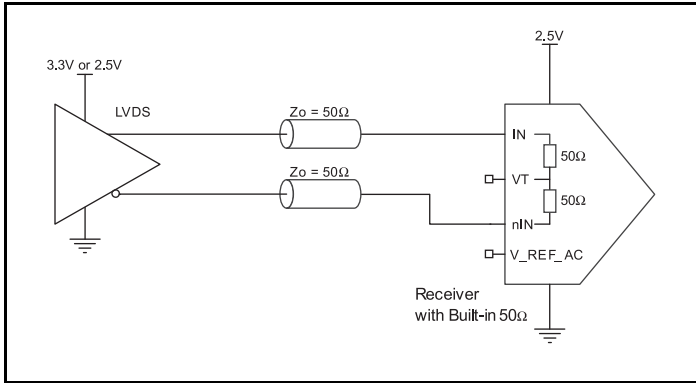 2.5V
3.3V or 2.5V
LVDS
Zo = 50Ω
IN
50Ω
Zo = 50Ω
VT
50Ω
nIN
V_REF_AC
Receiver
with Built-in 50Ω